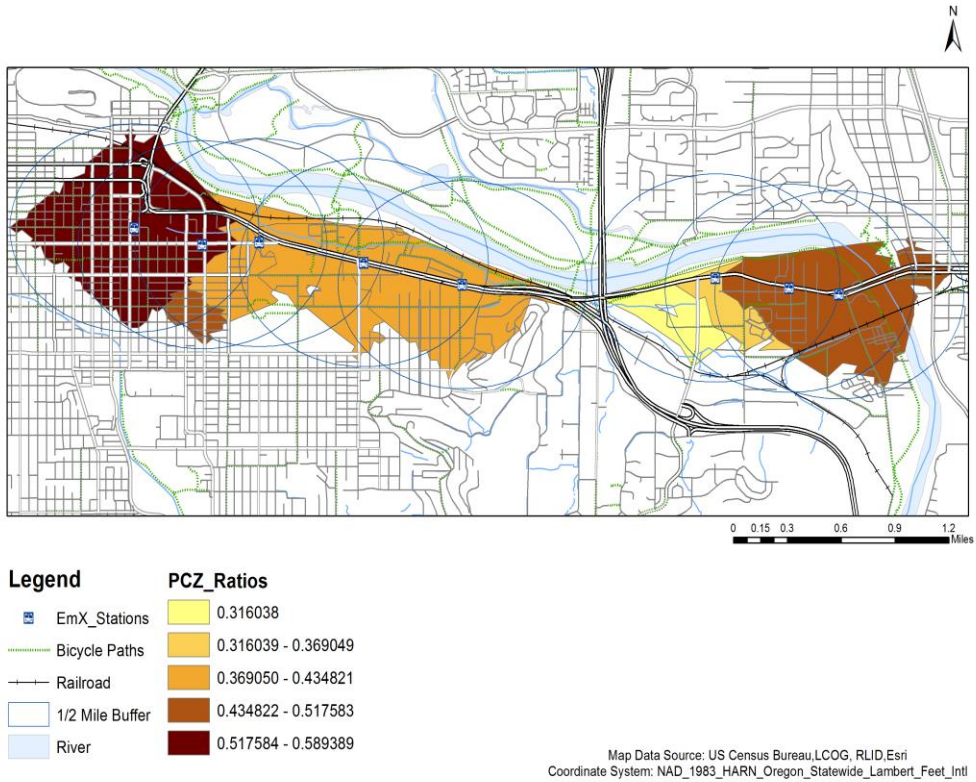 N
0 0.15 0.3 0.6 0.9 1.2
Miles
Legend
EmX_Stations
Bicycle Paths
Railroad
1/2 Mile Buffer
River
PCZ_Ratios
0.316038
0.316039 - 0.369049
0.369050 - 0.434821
0.434822 - 0.517583
0.517584 - 0.589389
Map Data Source: US Census Bureau,LCOG, RLID,Esri
Coordinate System: NAD_1983_HARN_Oregon_Statewide_Lambert_Feet_Intl